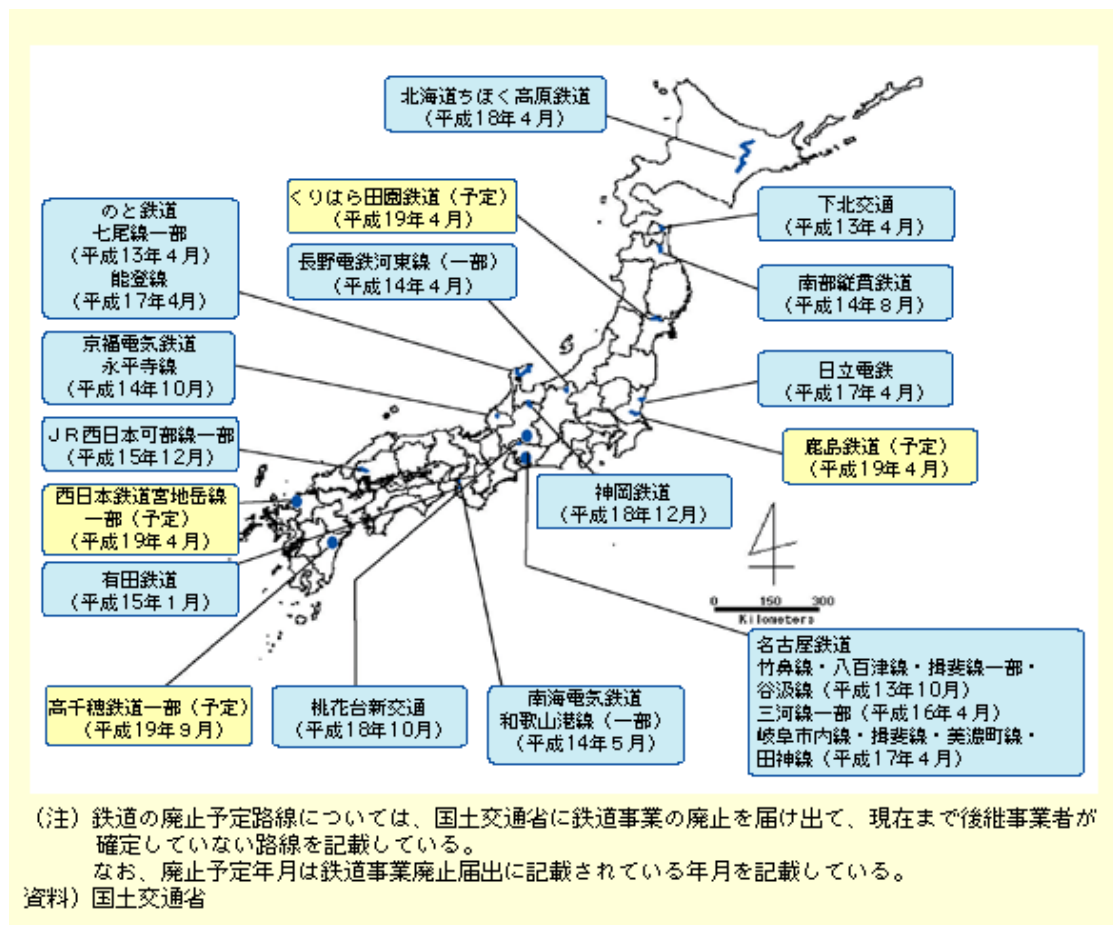 北海道ちほく高原鉄道
（平成18年４月）
くりはら田園鉄道（予定）
（平成19年４月）
のと鉄道
七尾線一部
（平成13年４月）
能登線
（平成17年4月）
下北交通
（平成13年４月）
長野電鉄河東線（一部）
（平成14年４月）
南部縦貫鉄道
（平成14年８月）
京福電気鉄道
永平寺線
（平成14年10月）
日立電鉄
（平成17年４月）
ＪＲ西日本可部線一部
（平成15年12月）
鹿島鉄道（予定）
（平成19年４月）
西日本鉄道宮地岳線
一部（予定）
（平成19年４月）
神岡鉄道
（平成18年12月）
有田鉄道
（平成15年１月）
0 150 300
Kilometers
名古屋鉄道
竹鼻線・八百津線・揖斐線一部・
谷汲線（平成13年10月）
三河線一部（平成16年４月）
岐阜市内線・揖斐線・美濃町線・
田神線（平成17年４月）
高千穂鉄道一部（予定）
（平成19年９月）
桃花台新交通
（平成18年10月）
南海電気鉄道
和歌山港線（一部）
（平成14年５月）
（注）鉄道の廃止予定路線については、国土交通省に鉄道事業の廃止を届け出て、現在まで後継事業者が
確定していない路線を記載している。
なお、廃止予定年月は鉄道事業廃止届出に記載されている年月を記載している。
資料）国土交通省